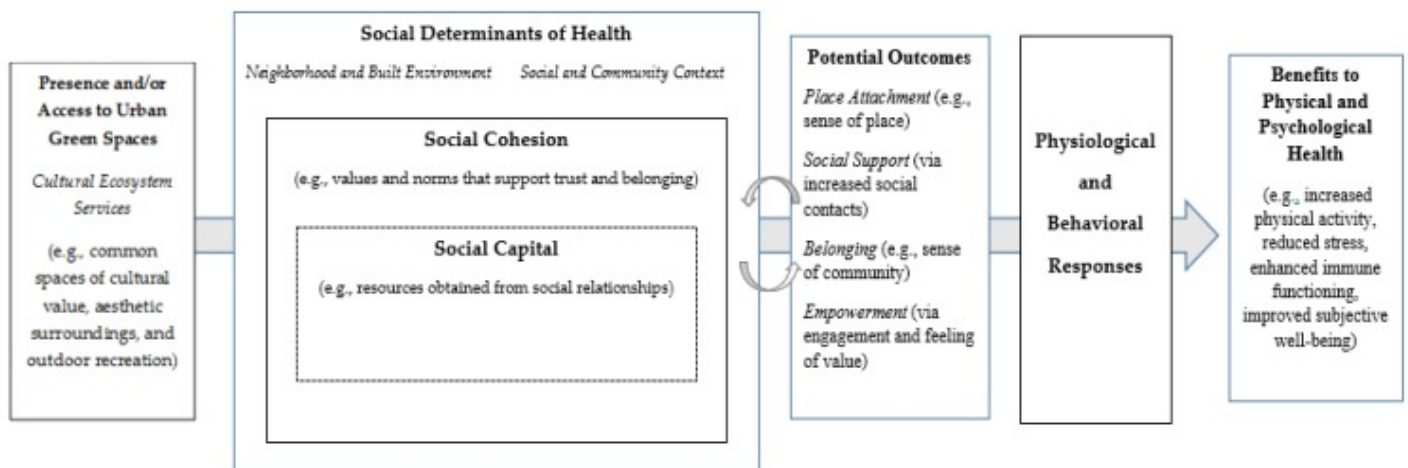 Presence and/or
Access to Urban
Green Spaces
Cultural Ecosystem
Services
(e.g., common
spaces of cultural
value, aesthetic
surroundings, and
outdoor recreation)
Social Determinants of Health
Neighborhood and Built Environment Social and Community Context
Social Cohesion
(e.g., values and norms that support trust and belonging)
Social Capital
(e.g., resources obtained from social relationships)
Potential Outcomes
Place Attachment (e.g.,
sense of place)
Social Support (via
increased social
contacts)
Belonging (e.g., sense
of community)
Empowerment (via
engagement and feeling
of value)
Physiological
and
Behavioral
Responses
Benefits to
Physical and
Psychological
Health
(e.g., increased
physical activity,
reduced stress,
enhanced immune
functioning,
improved subjective
well-being)